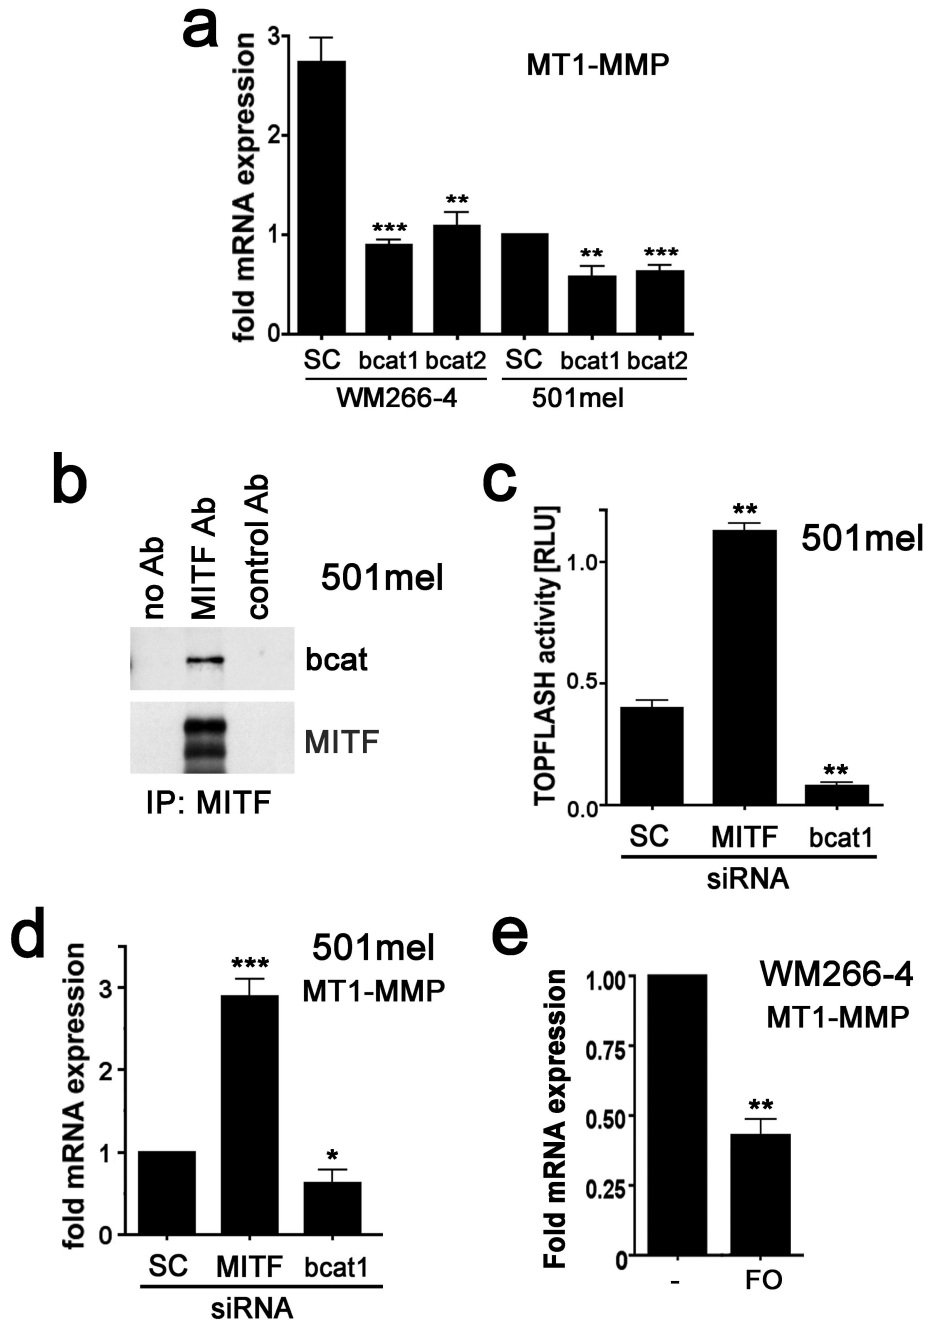 a
MT1-MMP
fold mRNA expression
3
2
1
0
*** ** ** ***
SC bcat1 bcat2 SC bcat1 bcat2
WM266-4 501mel
b
no Ab
MITF Ab
control Ab
501mel
bcat
MITF
IP: MITF
c
501mel
TOPFLASH activity [RLU]
1.0
0.5
0.0
**
**
SC MITF bcat1
siRNA
d
501mel
MT1-MMP
fold mRNA expression
3
2
1
0
***
*
SC MITF bcat1
siRNA
e
WM266-4
MT1-MMP
Fold mRNA expression
1.00
0.75
0.50
0.25
0
**
- FO